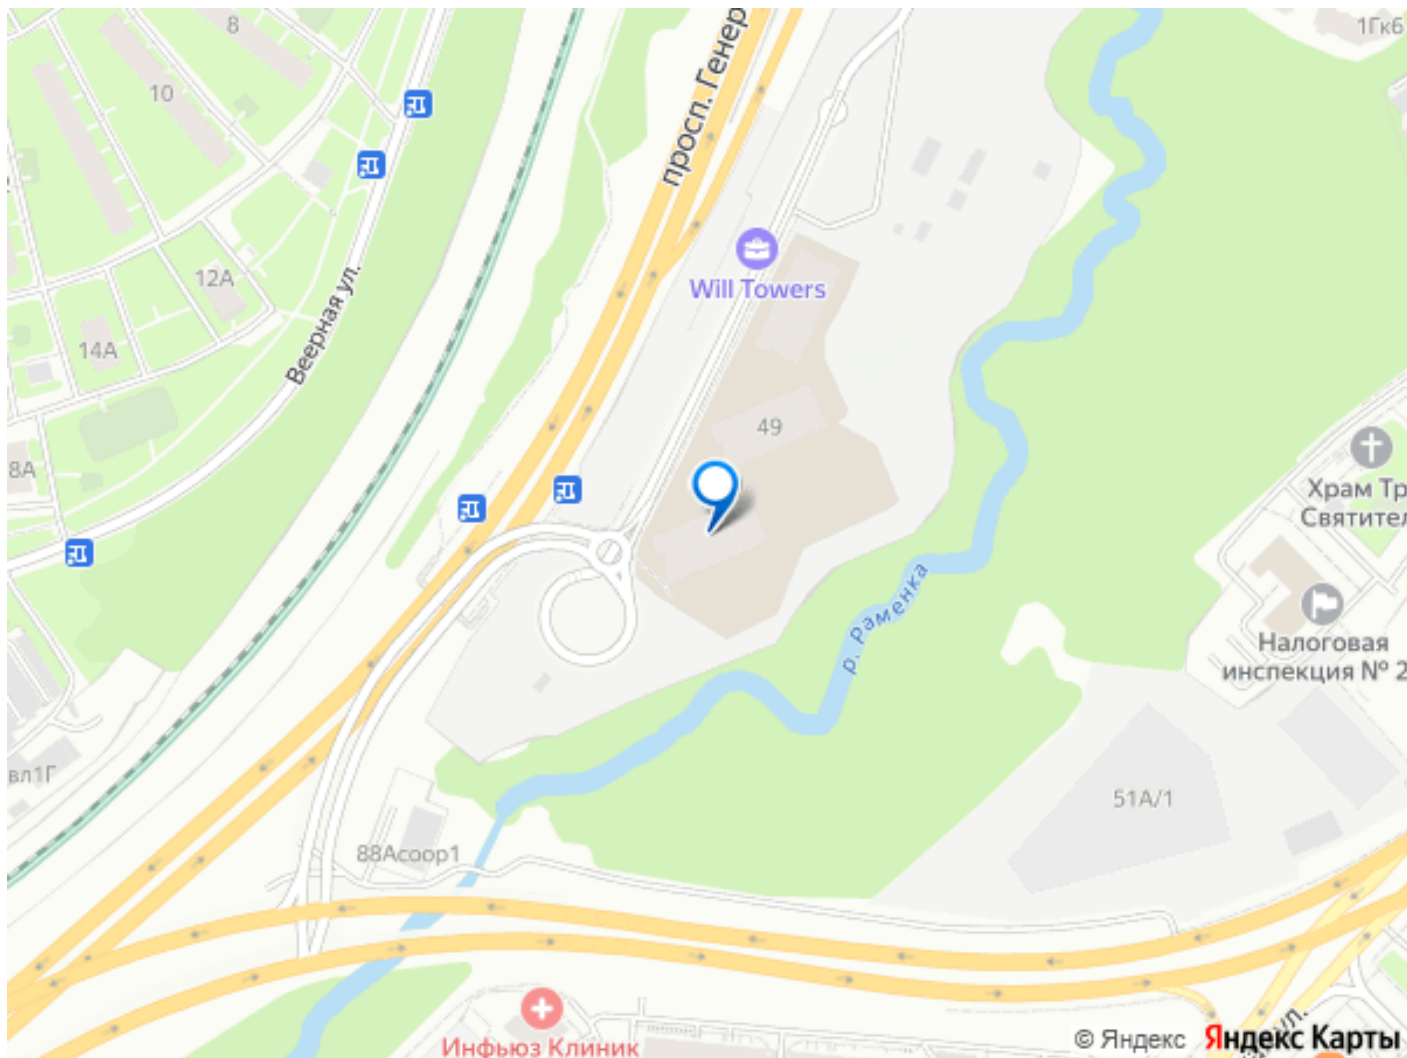 8
1Гк6
10
просп. Генер
12А
Will Towers
Веерная ул.
14А
49
8А
Храм Тр
Святител
р. Раменка
Налоговая
инспекция № 2
вл1Г
51А/1
88Асоор1
ул.
Инфьюз Клиник
© Яндекс Яндекс Карты